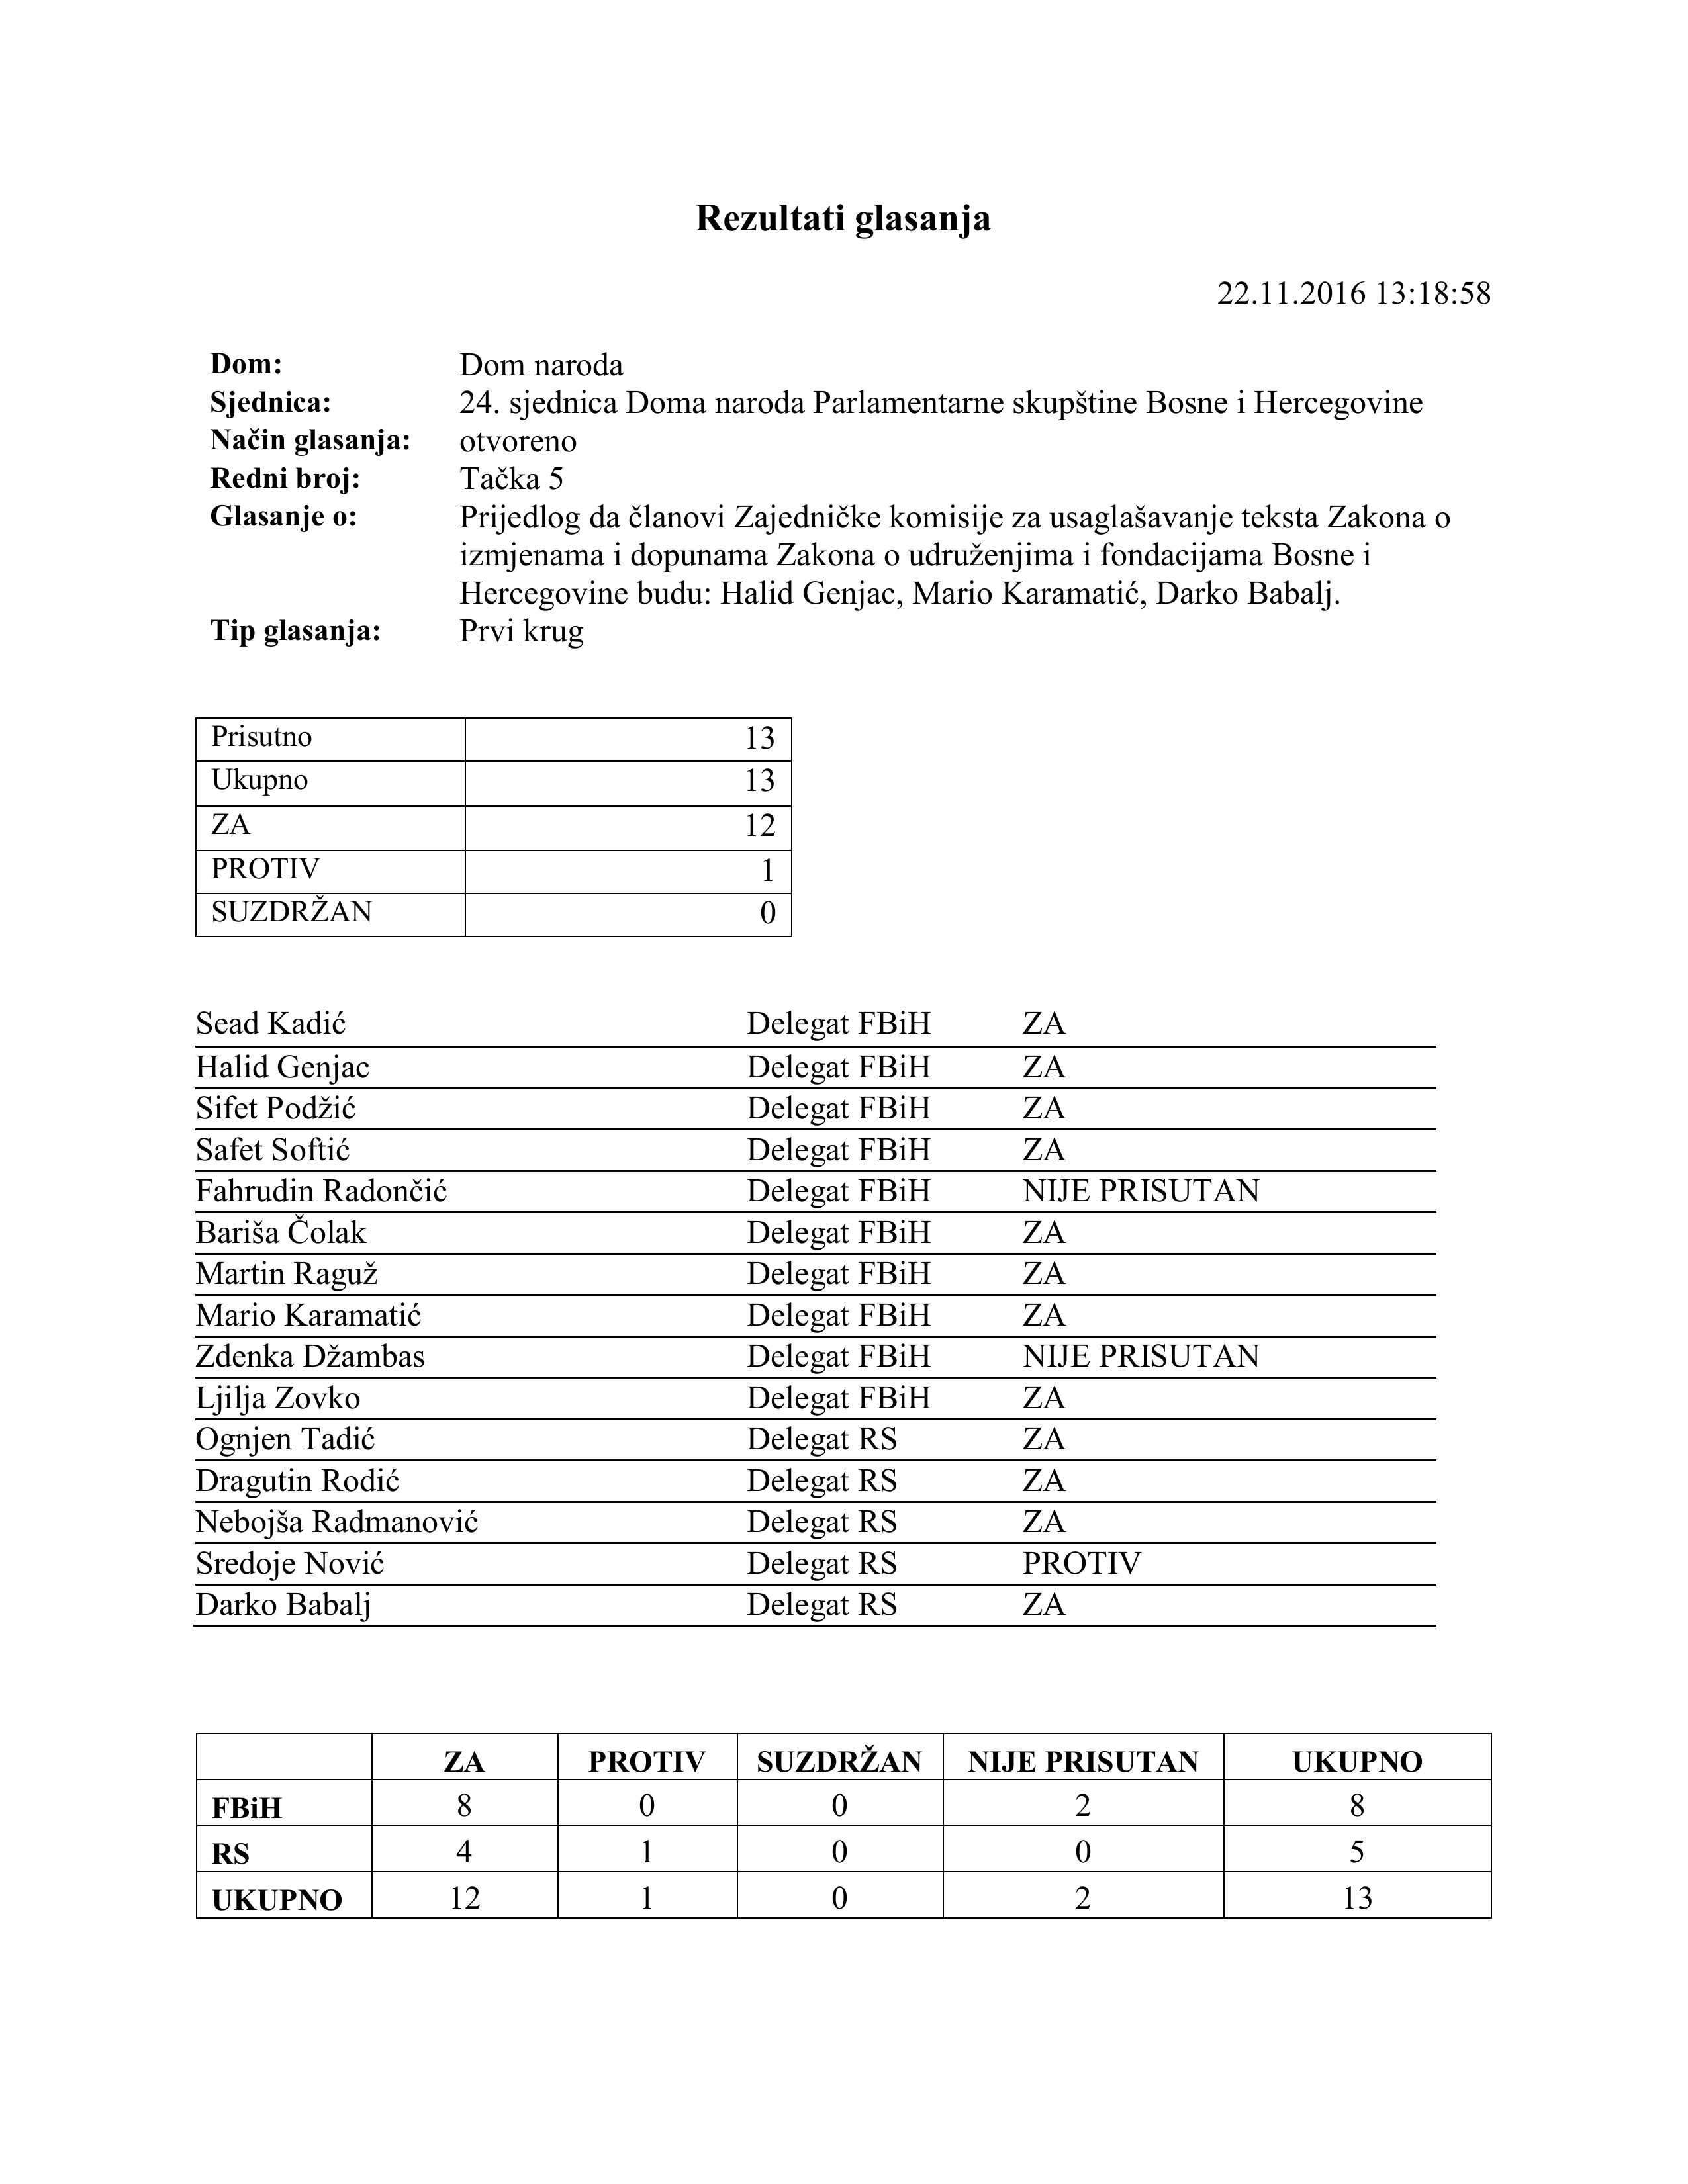 Rezultati glasanja
22.11.2016 13:18:58
Dom: Dom naroda
Sjednica: 24. sjednica Doma naroda Parlamentarne skupštine Bosne i Hercegovine
Način glasanja: otvoreno
Redni broj: Tačka 5
Glasanje o: Prijedlog da članovi Zajedničke komisije za usaglašavanje teksta Zakona o
izmjenama i dopunama Zakona o udruženjima i fondacijama Bosne i
Hercegovine budu: Halid Genjac, Mario Karamatić, Darko Babalj.
Tip glasanja: Prvi krug
Prisutno 13
Ukupno 13
ZA 12
PROTIV 1
SUZDRŽAN 0
Sead Kadić Delegat FBiH ZA
Halid Genjac Delegat FBiH ZA
Sifet Podžić Delegat FBiH ZA
Safet Softić Delegat FBiH ZA
Fahrudin Radončić Delegat FBiH NIJE PRISUTAN
Bariša Čolak Delegat FBiH ZA
Martin Raguž Delegat FBiH ZA
Mario Karamatić Delegat FBiH ZA
Zdenka Džambas Delegat FBiH NIJE PRISUTAN
Ljilja Zovko Delegat FBiH ZA
Ognjen Tadić Delegat RS ZA
Dragutin Rodić Delegat RS ZA
Nebojša Radmanović Delegat RS ZA
Sredoje Nović Delegat RS PROTIV
Darko Babalj Delegat RS ZA
ZA PROTIV SUZDRŽAN NIJE PRISUTAN UKUPNO
FBiH 8 0 0 2 8
RS 4 1 0 0 5
UKUPNO 12 1 0 2 13